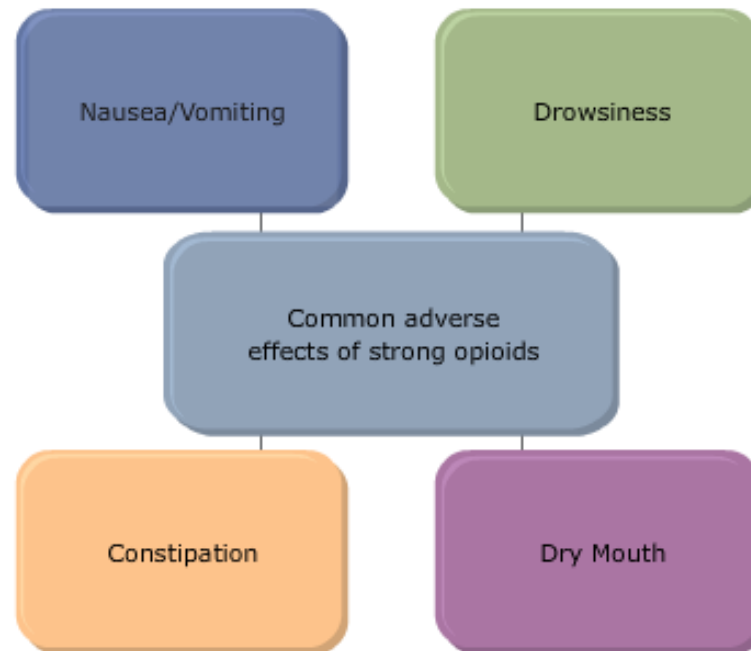 Nausea/Vomiting
Drowsiness
Common adverse
effects of strong opioids
Constipation
Dry Mouth